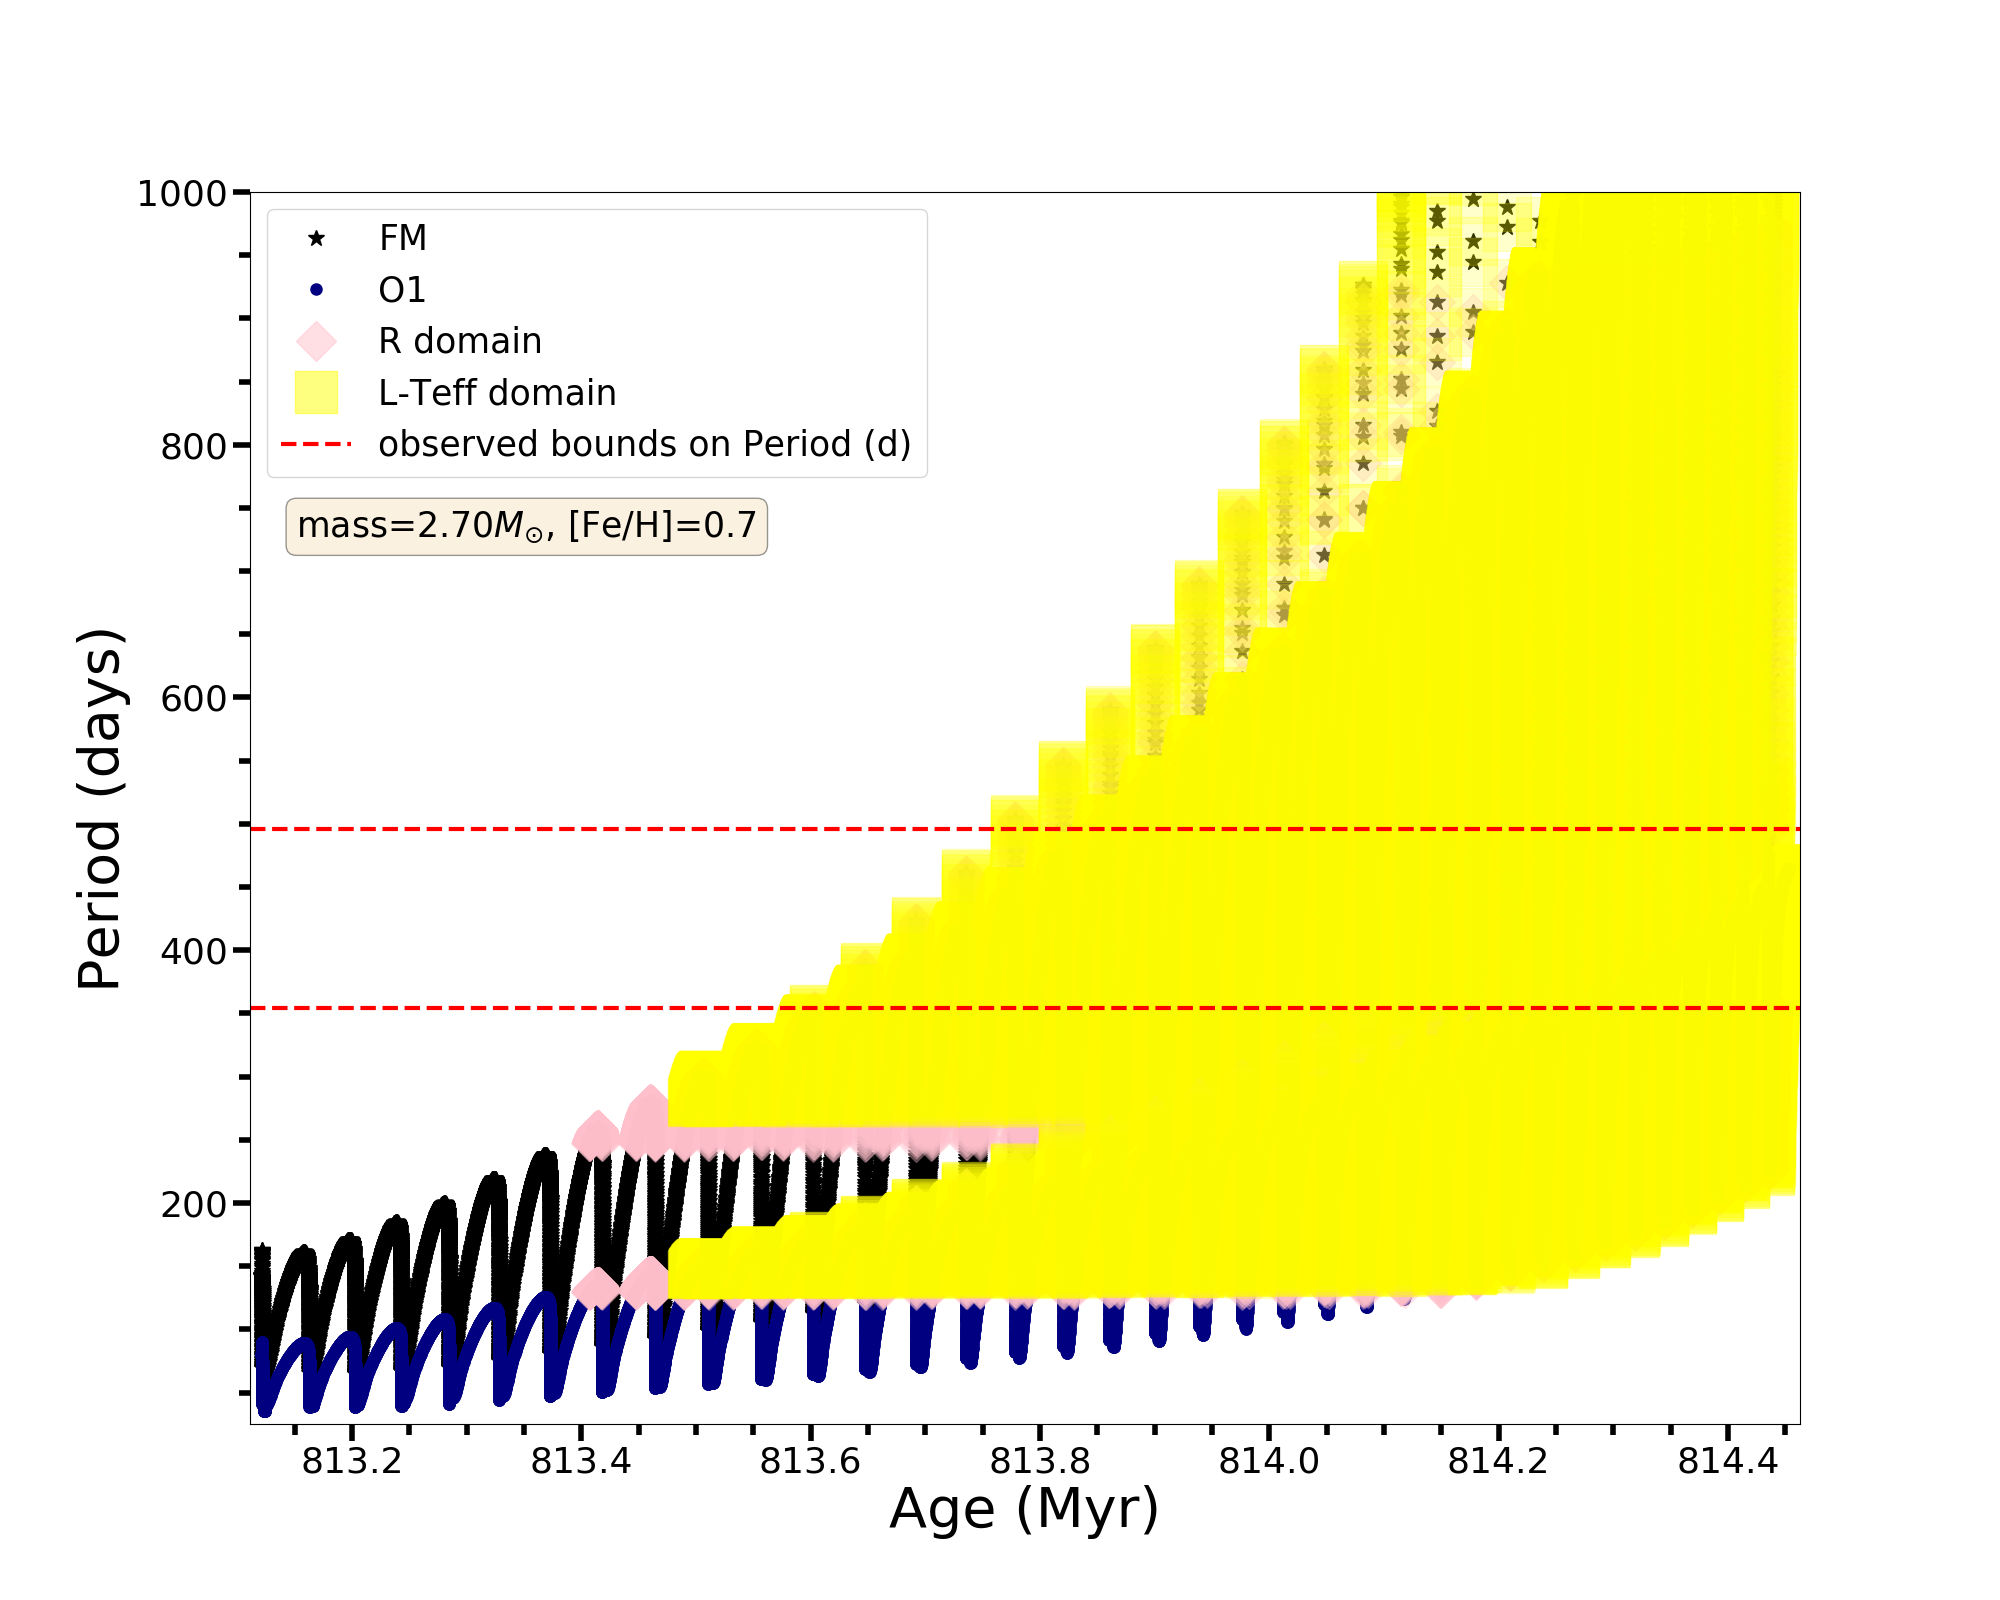 1000
800
600
400
200
Period (days)
FM
O1
R domain
L-Teff domain
observed bounds on Period (d)
mass=2.70M⊙, [Fe/H]=0.7
813.2 813.4 813.6 813.8 814.0 814.2 814.4
Age (Myr)